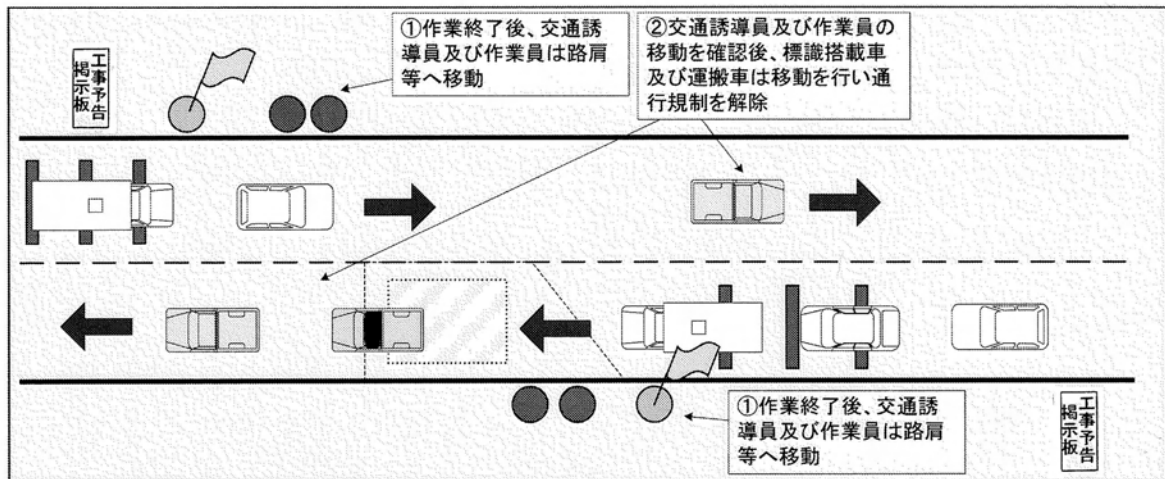 ①作業終了後、交通誘
導員及び作業員は路肩
等へ移動
②交通誘導員及び作業員の
移動を確認後、標識搭載車
及び運搬車は移動を行い通
行規制を解除
工事予告
掲示板
①作業終了後、交通誘
導員及び作業員は路肩
等へ移動
工事予告
掲示板